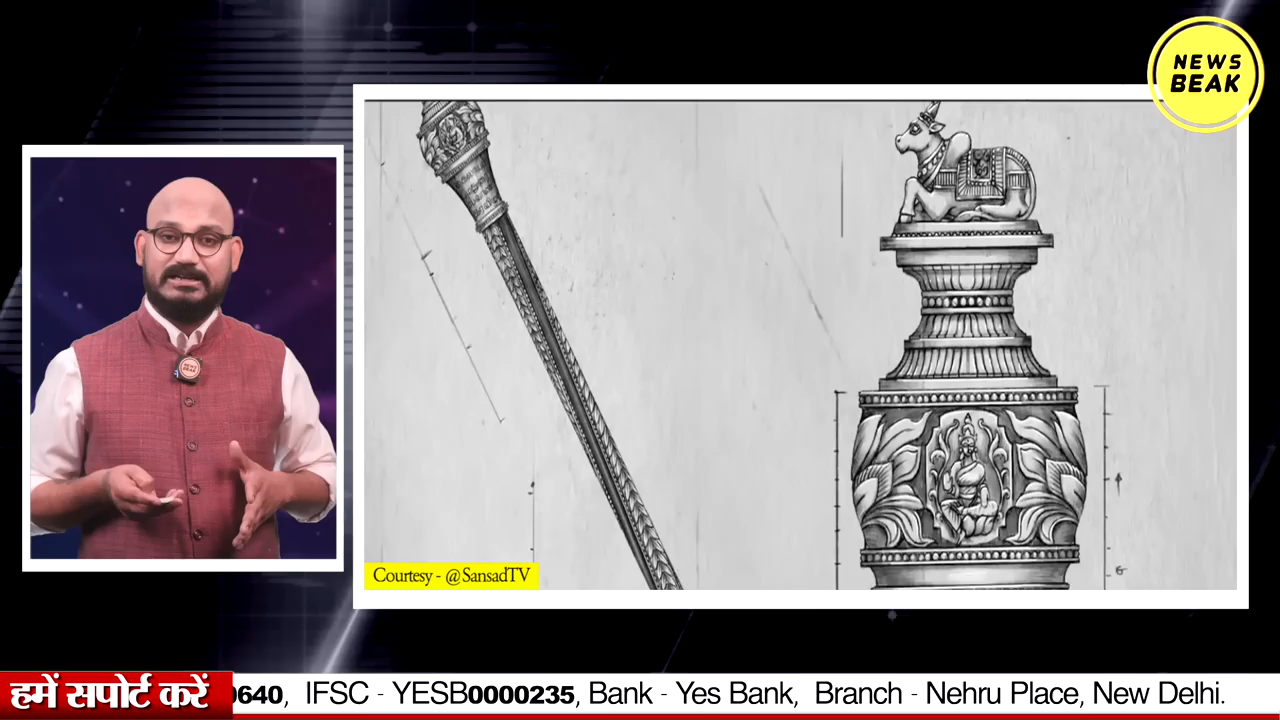 NEWS
BEAK
Courtesy - @SansadTV
हमें सपोर्ट करें
0640, IFSC - YESB0000235, Bank - Yes Bank, Branch - Nehru Place, New Delhi.